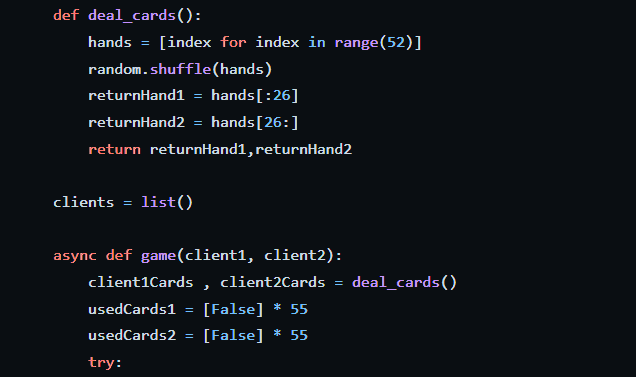 def deal_cards():
    hands = [index for index in range(52)]
    random.shuffle(hands)
    returnHand1 = hands[:26]
    returnHand2 = hands[26:]
    return returnHand1,returnHand2

clients = list()

async def game(client1, client2):
    client1Cards , client2Cards = deal_cards()
    usedCards1 = [False] * 55
    usedCards2 = [False] * 55
    try: